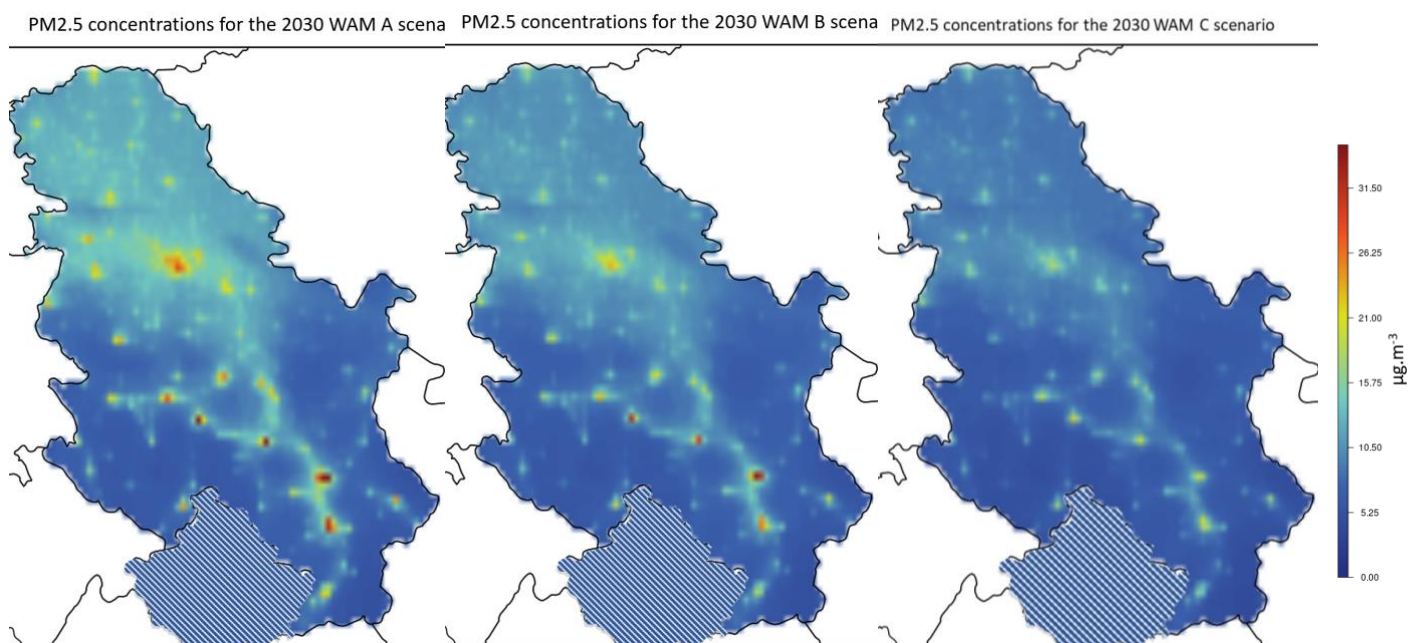 PM2.5 concentrations for the 2030 WAM A scena
PM2.5 concentrations for the 2030 WAM B scena
PM2.5 concentrations for the 2030 WAM C scenario
31.50
26.25
21.00
15.75
10.50
5.25
0.00
µg.m⁻³